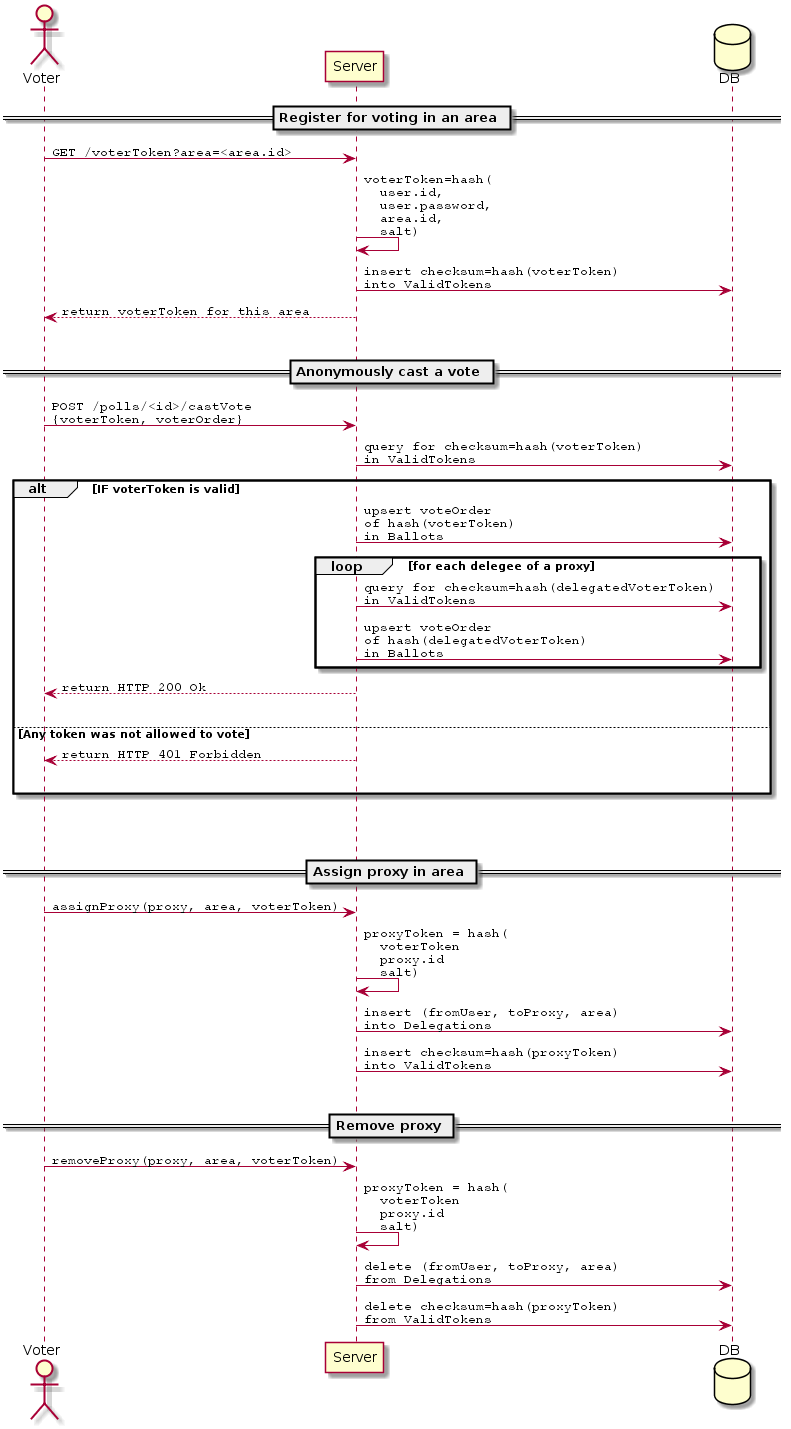 Voter
Server
DB
Register for voting in an area
GET /voterToken?area=<area.id>
voterToken=hash(
user.id,
user.password,
area.id,
salt)
insert checksum=hash(voterToken)
into ValidTokens
return voterToken for this area
Anonymously cast a vote
POST /polls/<id>/castVote
{voterToken, voterOrder}
query for checksum=hash(voterToken)
in ValidTokens
alt [IF voterToken is valid]
upsert voteOrder
of hash(voterToken)
in Ballots
loop [for each delegee of a proxy]
query for checksum=hash(delegatedVoterToken)
in ValidTokens
upsert voteOrder
of hash(delegatedVoterToken)
in Ballots
return HTTP 200 Ok
[Any token was not allowed to vote]
return HTTP 401 Forbidden
Assign proxy in area
assignProxy(proxy, area, voterToken)
proxyToken = hash(
voterToken
proxy.id
salt)
insert (fromUser, toProxy, area)
into Delegations
insert checksum=hash(proxyToken)
into ValidTokens
Remove proxy
removeProxy(proxy, area, voterToken)
proxyToken = hash(
voterToken
proxy.id
salt)
delete (fromUser, toProxy, area)
from Delegations
delete checksum=hash(proxyToken)
from ValidTokens
Voter
Server
DB